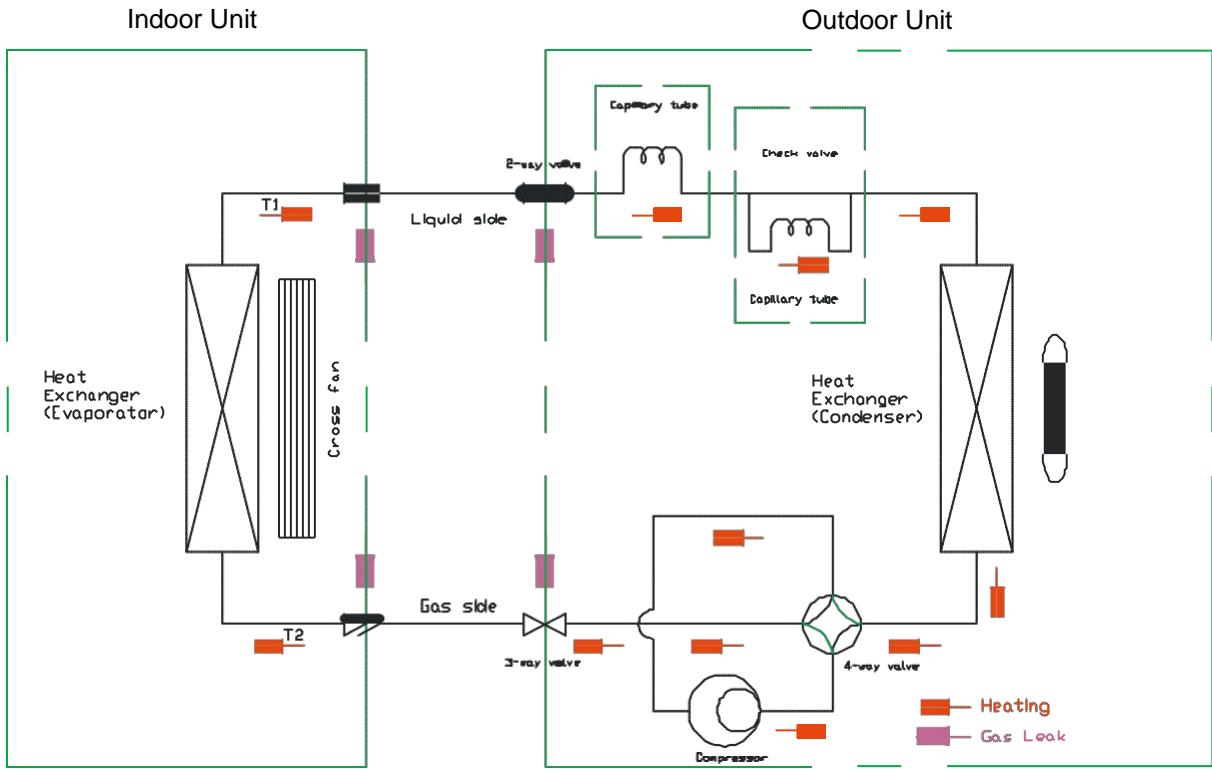 Indoor Unit
Outdoor Unit
Capillary tube
Check valve
2-way valve
T1
Liquid side
Capillary tube
Heat
Exchanger
(Evaporator)
Cross fan
Heat
Exchanger
(Condenser)
Gas side
T2
3-way valve
4-way valve
Heating
Gas Leak
Compressor